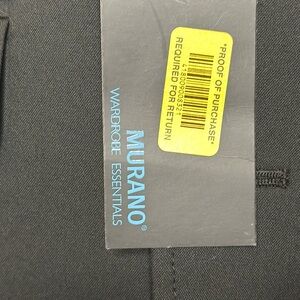 *PROOF OF PURCHASE*
REQUIRED FOR RETURN
MURANO®
WARDROBE ESSENTIALS